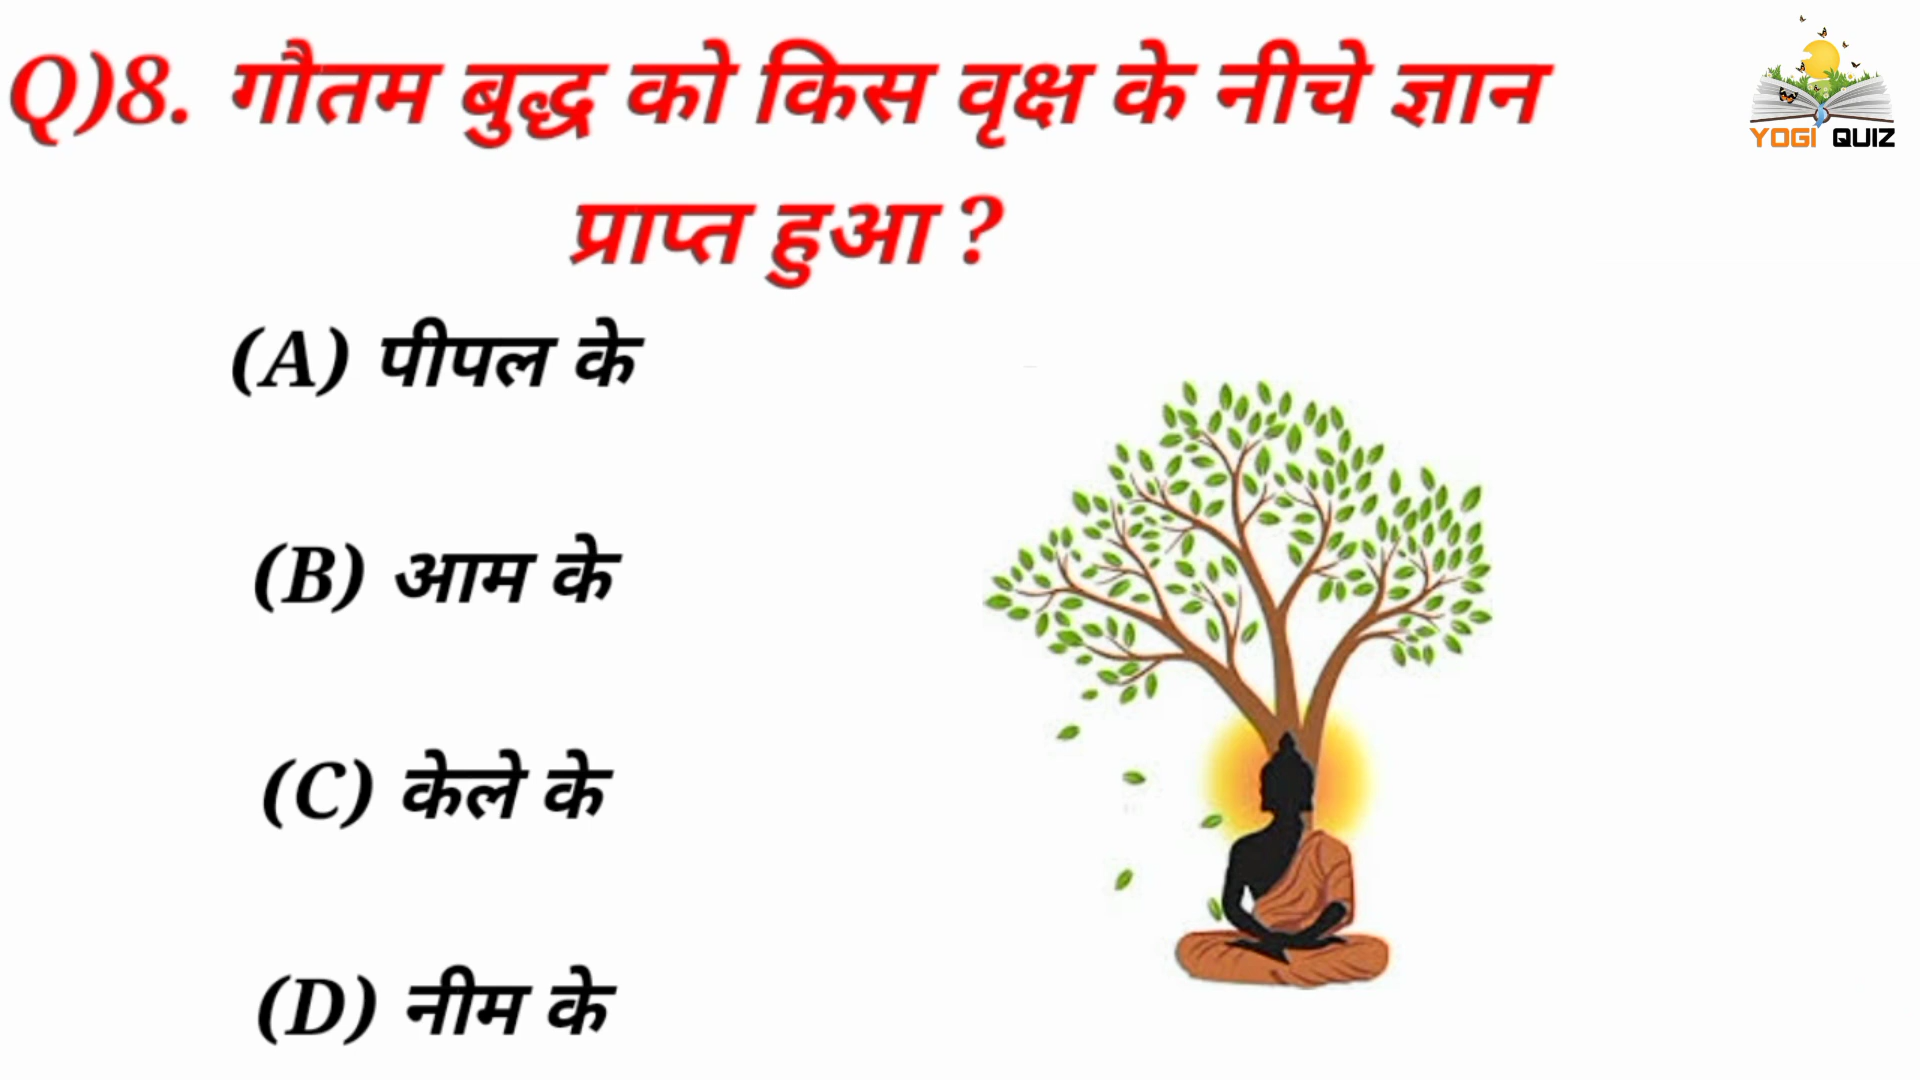 Q)8. गौतम बुद्ध को किस वृक्ष के नीचे ज्ञान
प्राप्त हुआ ?
YOGI QUIZ
(A) पीपल के
(B) आम के
(C) केले के
(D) नीम के